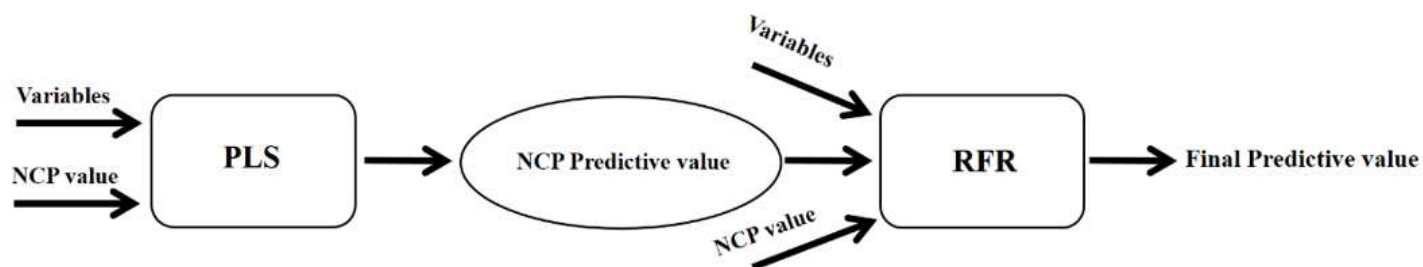 Variables
NCP value
PLS
NCP Predictive value
Variables
NCP value
RFR
Final Predictive value